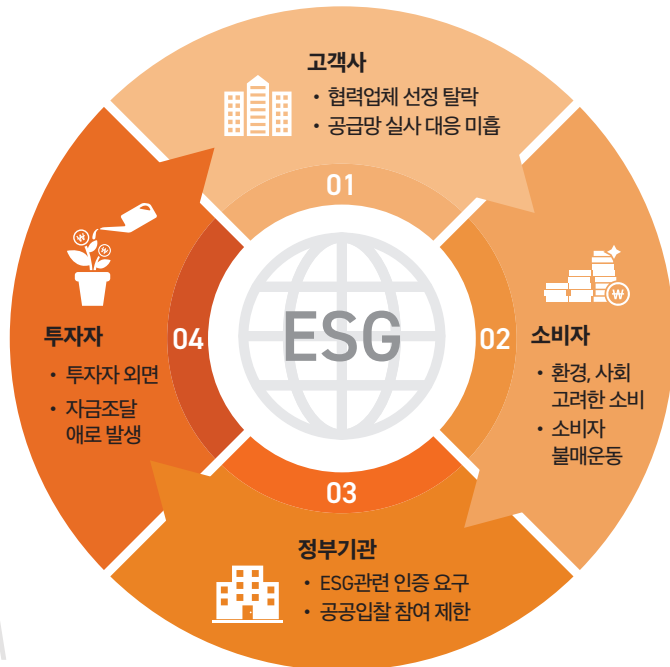 고객사
• 협력업체 선정 탈락
• 공급망 실사 대응 미흡
01
02
소비자
• 환경, 사회
고려한 소비
• 소비자
불매운동
03
정부기관
• ESG관련 인증 요구
• 공공입찰 참여 제한
04
투자자
• 투자자 외면
• 자금조달
애로 발생
ESG
₩
₩
₩